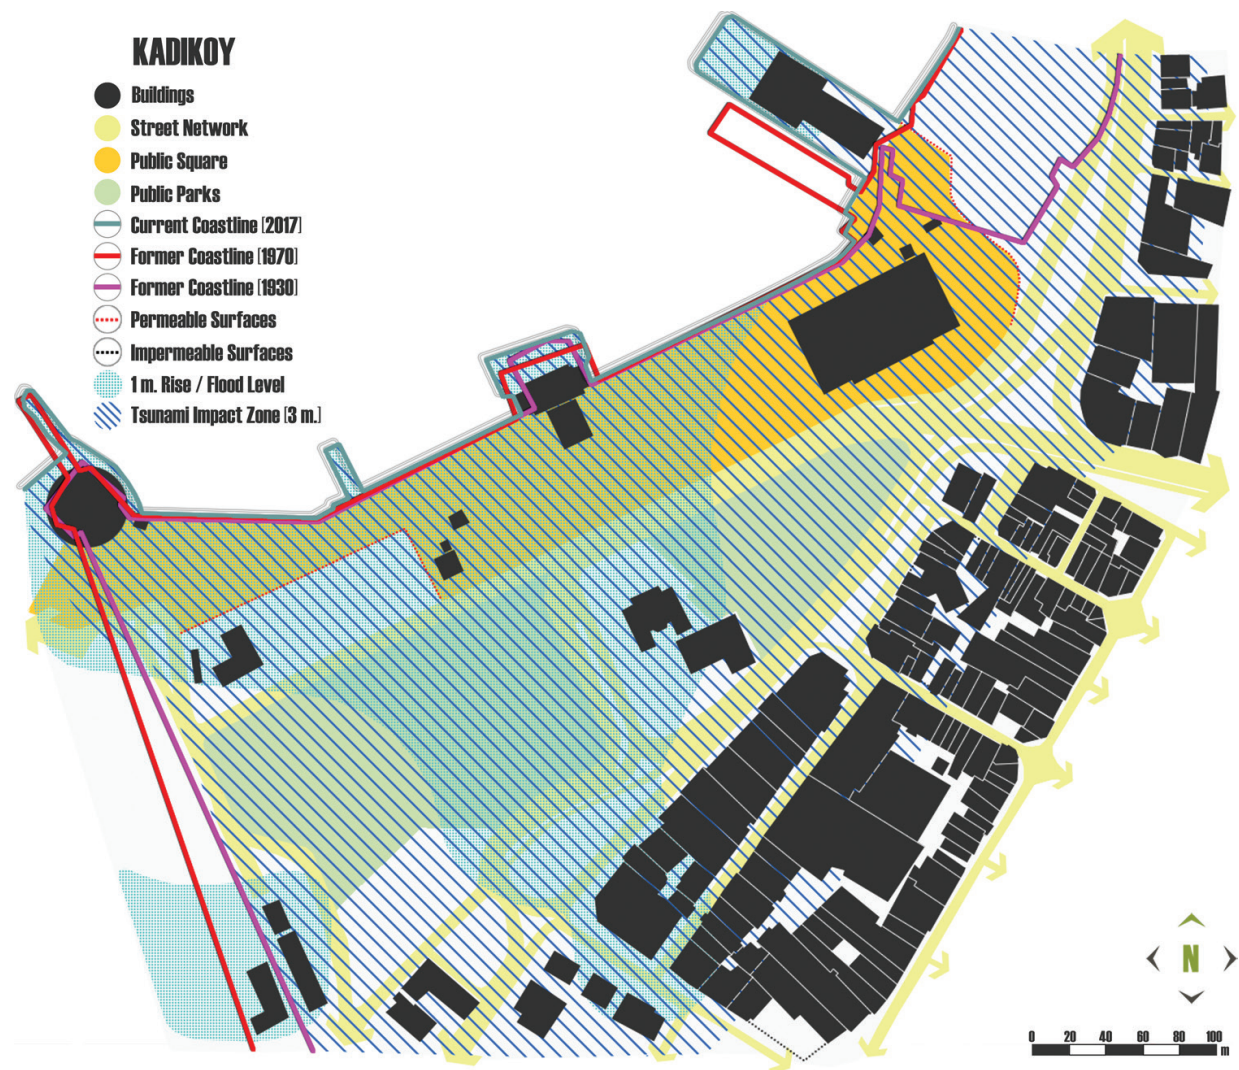 KADIKOY
Buildings
Street Network
Public Square
Public Parks
Current Coastline [2017]
Former Coastline [1970]
Former Coastline [1930]
Permeable Surfaces
Impermeable Surfaces
1 m. Rise / Flood Level
Tsunami Impact Zone [3 m.]
N
0 20 40 60 80 100
m